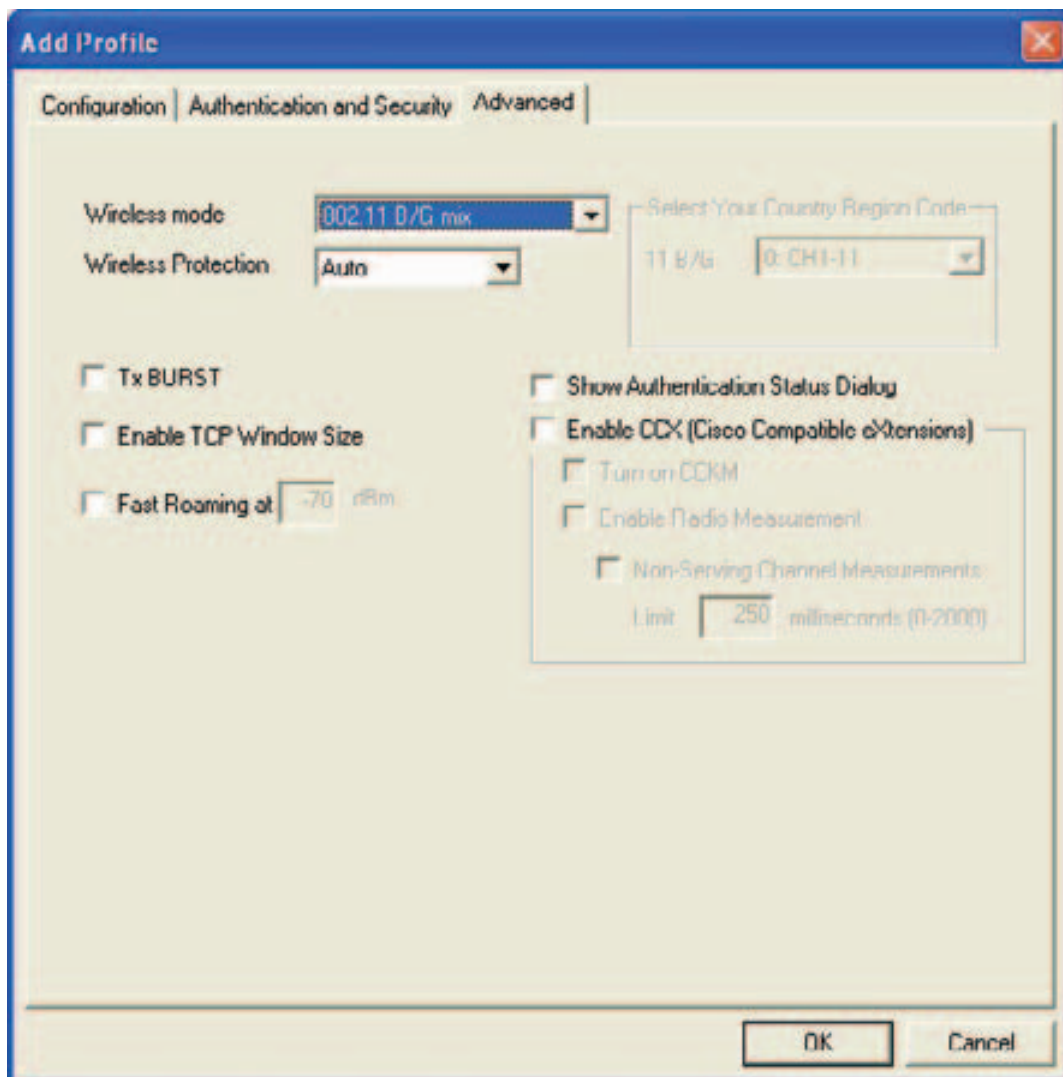 Add Profile
Configuration
Authentication and Security
Advanced
Wireless mode
802.11 B/G mix
Wireless Protection
Auto
Select Your Country Region Code
11 B/G
0: CH1-11
Tx BURST
Enable TCP Window Size
Fast Roaming at -70 dBm
Show Authentication Status Dialog
Enable CCX (Cisco Compatible eXtensions)
Turn on CCKM
Enable Radio Measurement
Non-Serving Channel Measurements
Limit 250 milliseconds (0-2000)
OK
Cancel